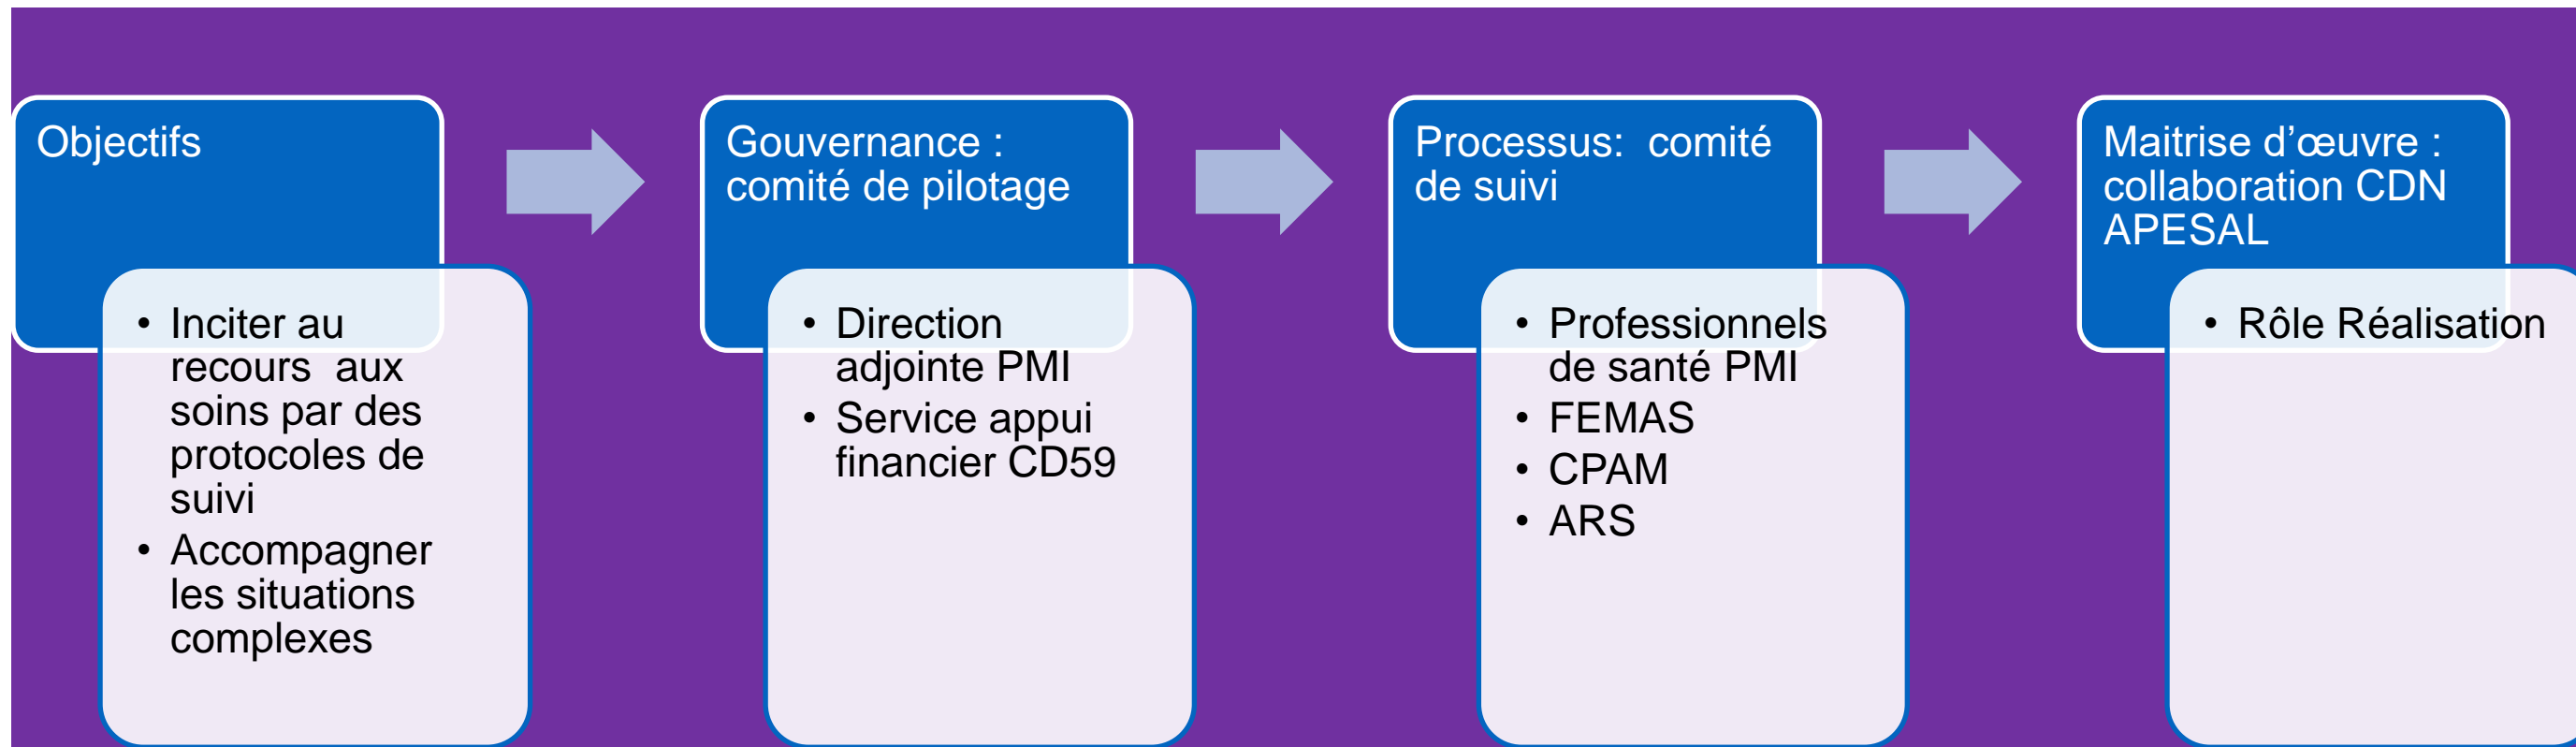 Objectifs
• Inciter au
recours aux
soins par des
protocoles de
suivi
• Accompagner
les situations
complexes
Gouvernance :
comité de pilotage
• Direction
adjointe PMI
• Service appui
financier CD59
Processus: comité
de suivi
• Professionnels
de santé PMI
• FEMAS
• CPAM
• ARS
Maitrise d’œuvre :
collaboration CDN
APESAL
• Rôle Réalisation